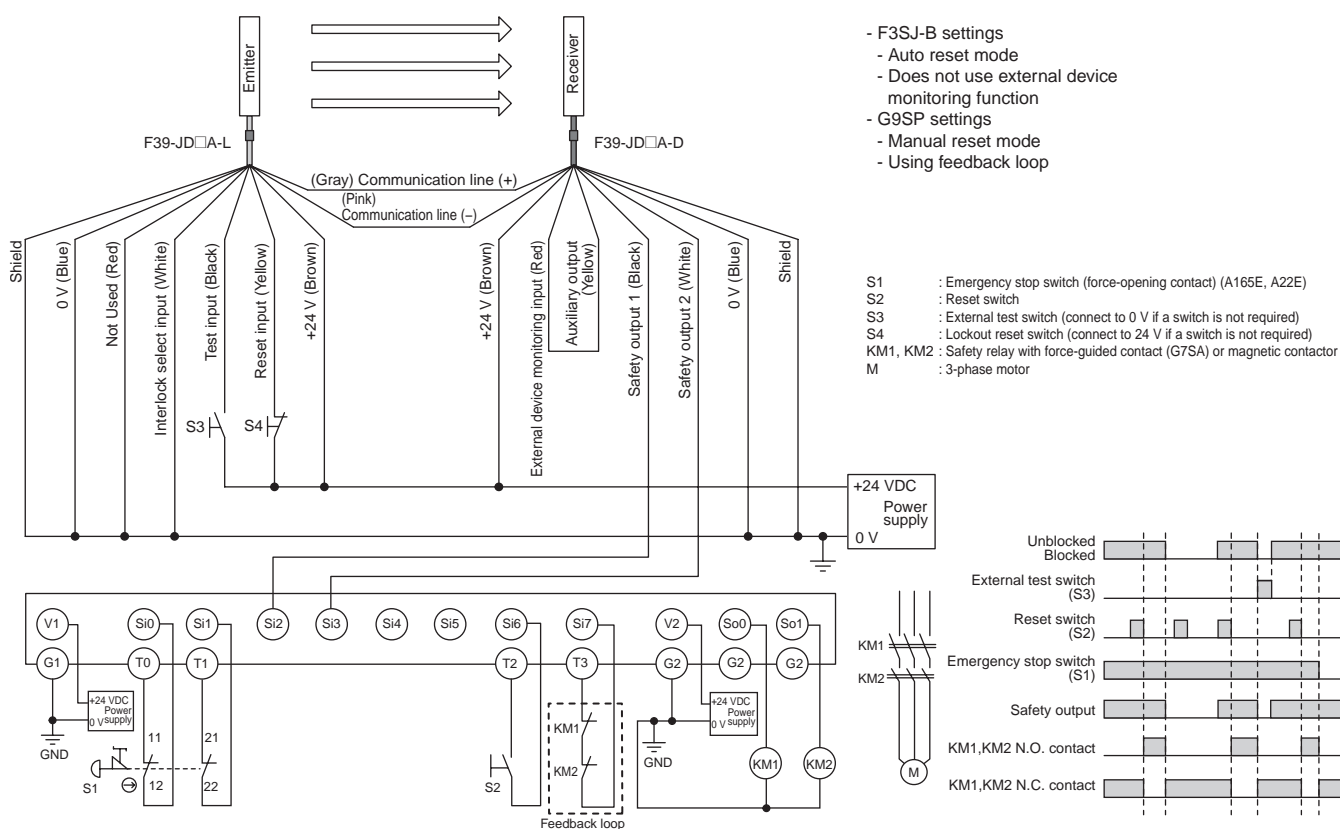 Emitter
Receiver
F39-JD□A-L
F39-JD□A-D
- F3SJ-B settings
- Auto reset mode
- Does not use external device
monitoring function
- G9SP settings
- Manual reset mode
- Using feedback loop
(Gray) Communication line (+)
(Pink)
Communication line (–)
Shield
0 V (Blue)
Not Used (Red)
Interlock select input (White)
Test input (Black)
Reset input (Yellow)
+24 V (Brown)
+24 V (Brown)
External device monitoring input (Red)
Auxiliary output
(Yellow)
Safety output 1 (Black)
Safety output 2 (White)
0 V (Blue)
Shield
S1 : Emergency stop switch (force-opening contact) (A165E, A22E)
S2 : Reset switch
S3 : External test switch (connect to 0 V if a switch is not required)
S4 : Lockout reset switch (connect to 24 V if a switch is not required)
KM1, KM2 : Safety relay with force-guided contact (G7SA) or magnetic contactor
M : 3-phase motor
S3
S4
+24 VDC
Power
supply
0 V
V1
Si0
Si1
Si2
Si3
Si4
Si5
Si6
Si7
V2
So0
So1
G1
T0
T1
T2
T3
G2
G2
G2
+24 VDC
Power
0 V supply
GND
11
21
S1
12
22
S2
KM1
KM2
Feedback loop
+24 VDC
Power
0 V supply
GND
KM1
KM2
KM1
KM2
M
Unblocked
Blocked
External test switch
(S3)
Reset switch
(S2)
Emergency stop switch
(S1)
Safety output
KM1,KM2 N.O. contact
KM1,KM2 N.C. contact